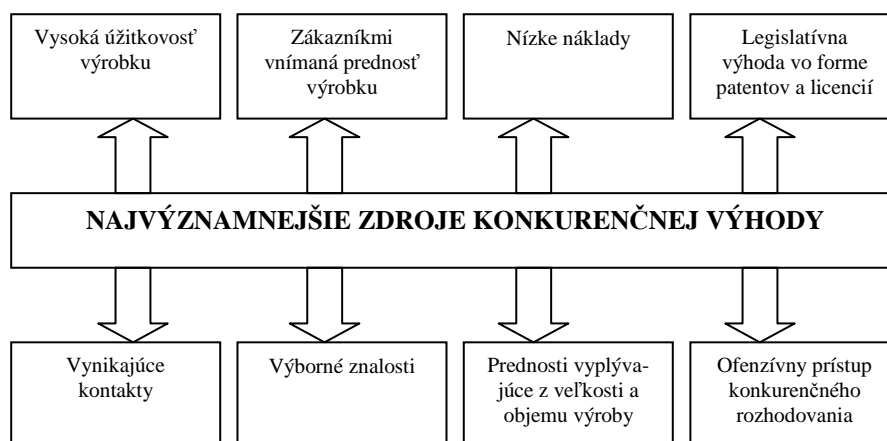 Vysoká úžitkovosť
výrobku
Zákazníkmi
vnímaná prednosť
výrobku
Nízke náklady
Legislatívna
výhoda vo forme
patentov a licencií
NAJVÝZNAMNEJŠIE ZDROJE KONKURENČNEJ VÝHODY
Vynikajúce
kontakty
Výborné znalosti
Prednosti vyplýva-
júce z veľkosti a
objemu výroby
Ofenzívny prístup
konkurenčného
rozhodovania